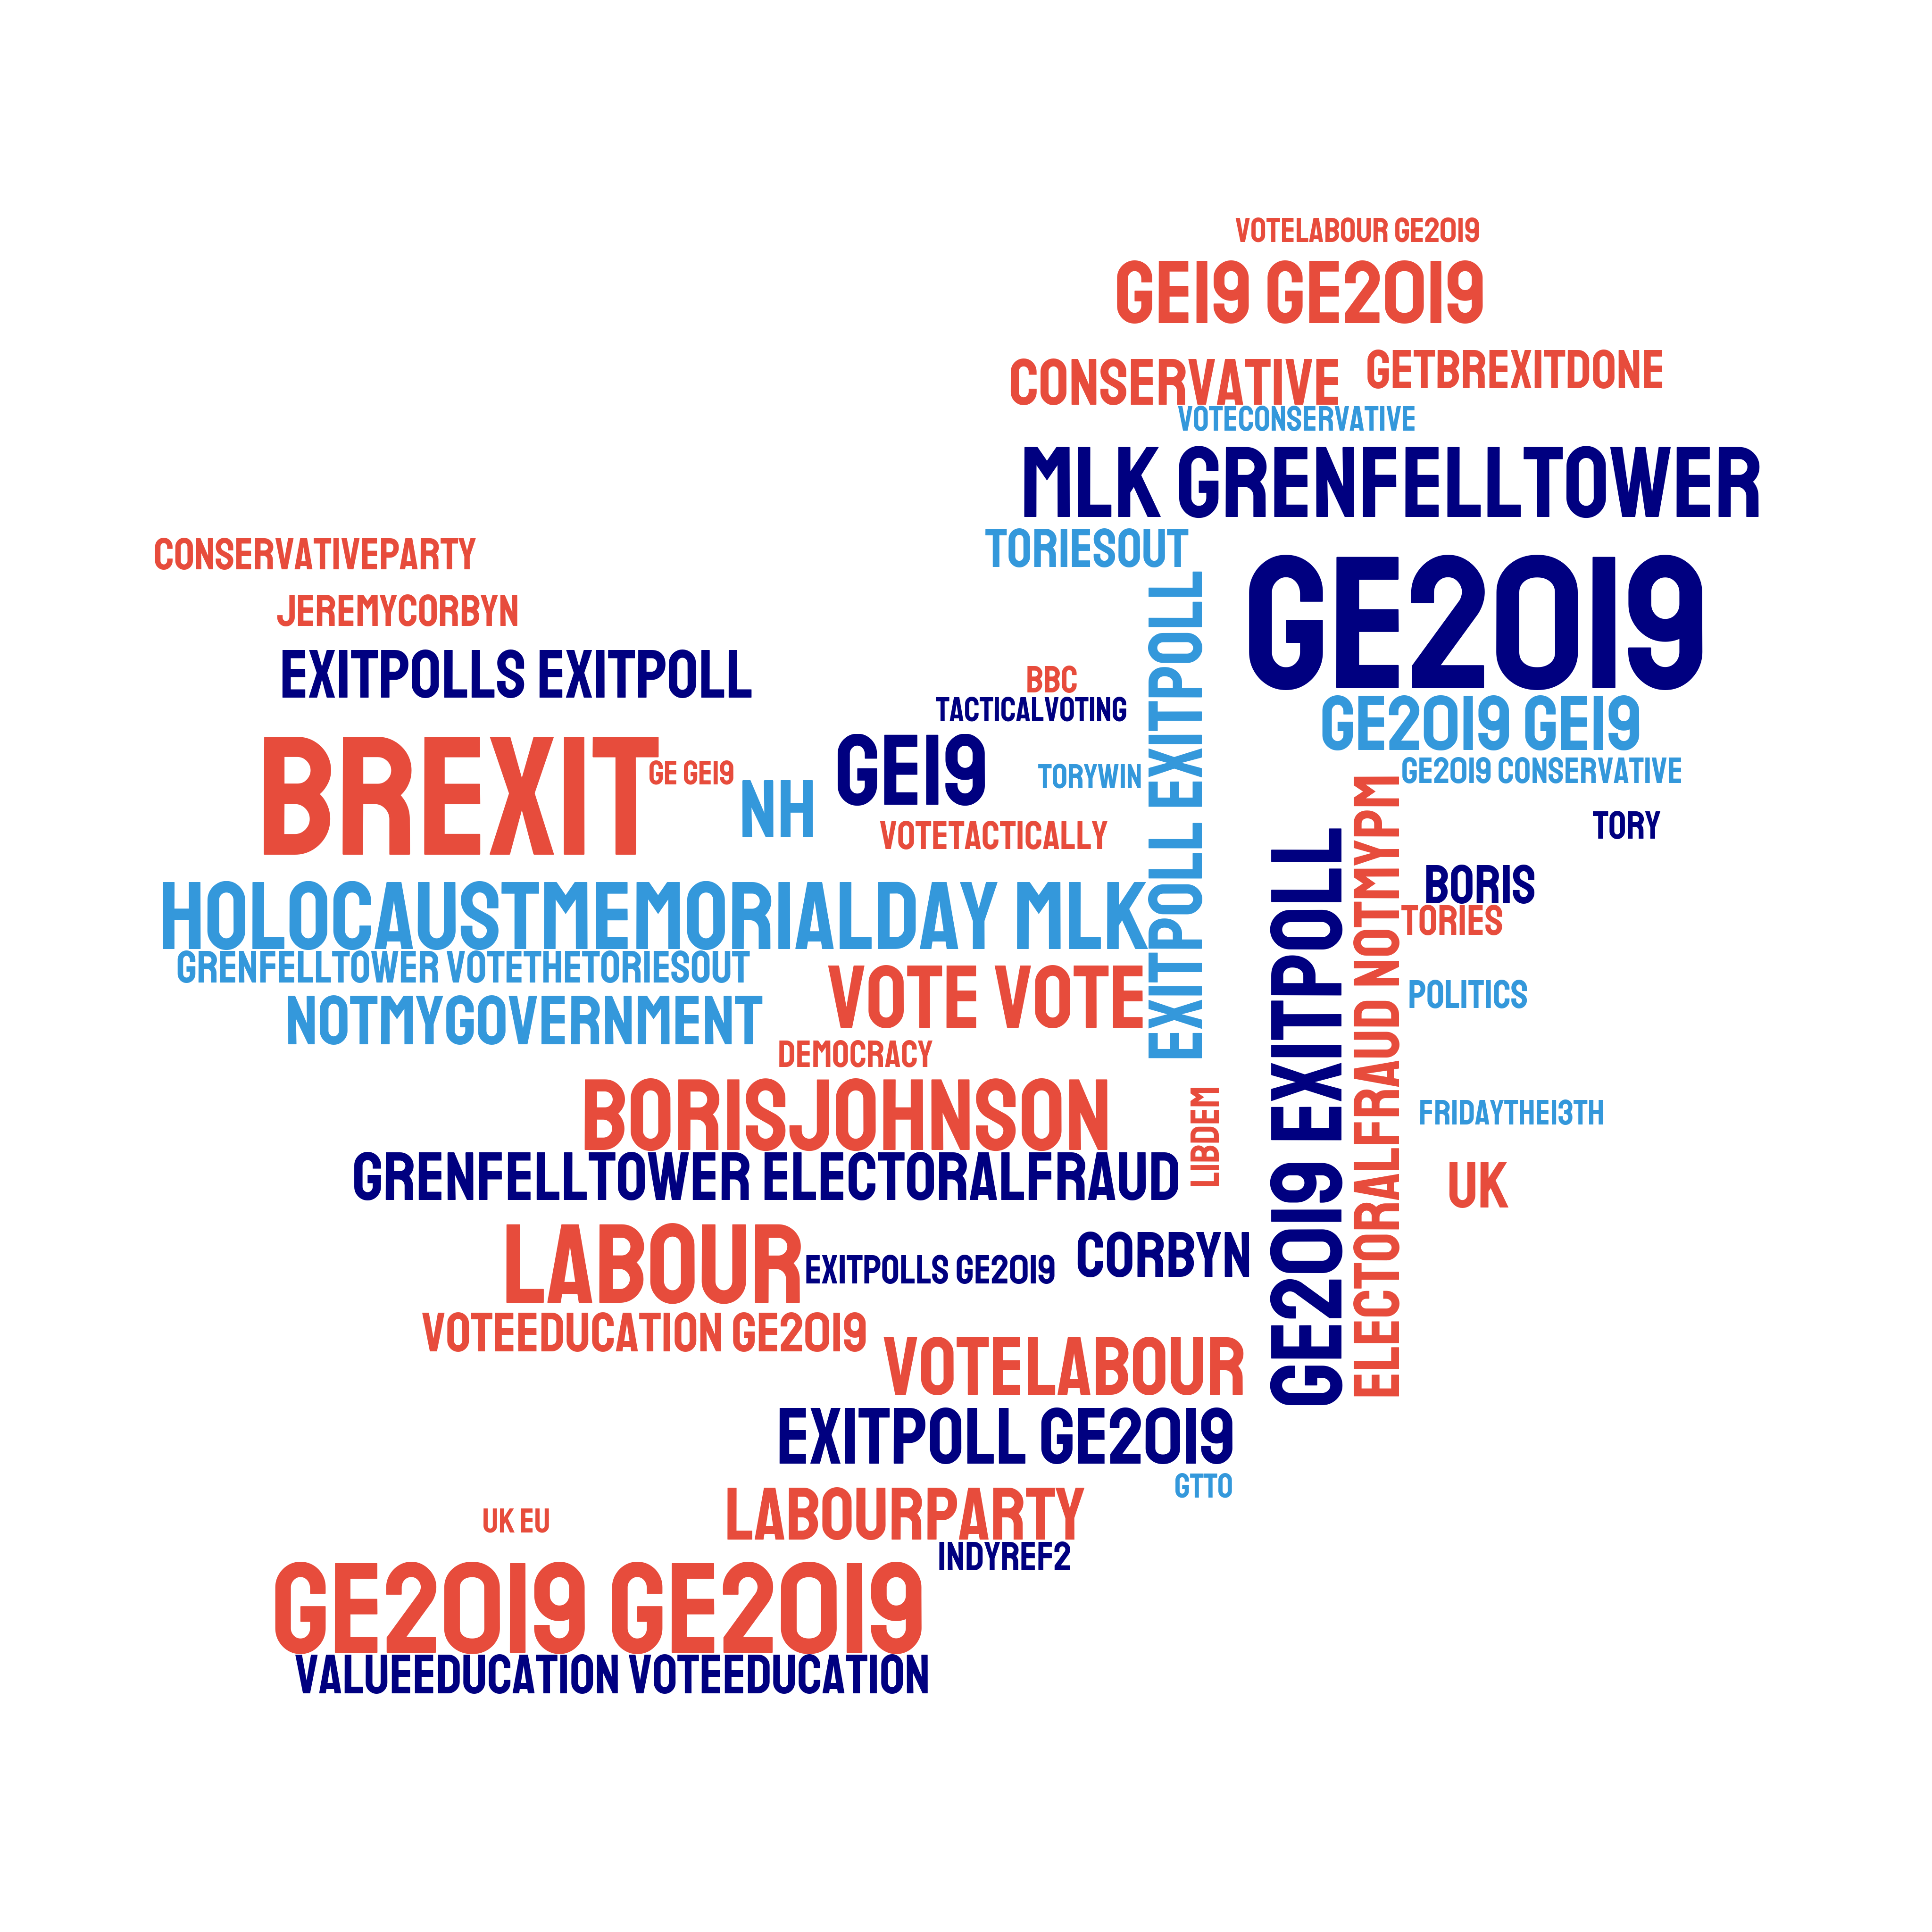 VOTELABOUR GE2019
GE19 GE2019
CONSERVATIVE
GETBREXITDONE
VOTECONSERVATIVE
MLK GRENFELLTOWER
TORIESOUT
CONSERVATIVEPARTY
GE2019
JEREMYCORBYN
EXITPOLLS EXITPOLL
BBC
TACTICALVOTING
EXITPOLL EXITPOLL
GE2019 GE19
BREXIT
GE GE19
NH
GE19
TORYWIN
GE2019 CONSERVATIVE
VOTETACTICALLY
TORY
BORIS
TORIES
HOLOCAUSTMEMORIALDAY MLK
GRENFELLTOWER VOTETHETORIESOUT
VOTE VOTE
NOTMYGOVERNMENT
POLITICS
DEMOCRACY
GE2019 EXITPOLL
ELECTORALFRAUD NOTMYPM
BORISJOHNSON
LIBDEM
FRIDAYTHE13TH
GRENFELLTOWER ELECTORALFRAUD
UK
LABOUR
EXITPOLLS GE2019
CORBYN
VOTEEDUCATION GE2019
VOTELABOUR
EXITPOLL GE2019
GTTO
LABOURPARTY
UK EU
INDYREF2
GE2019 GE2019
VALUEEDUCATION VOTEEDUCATION